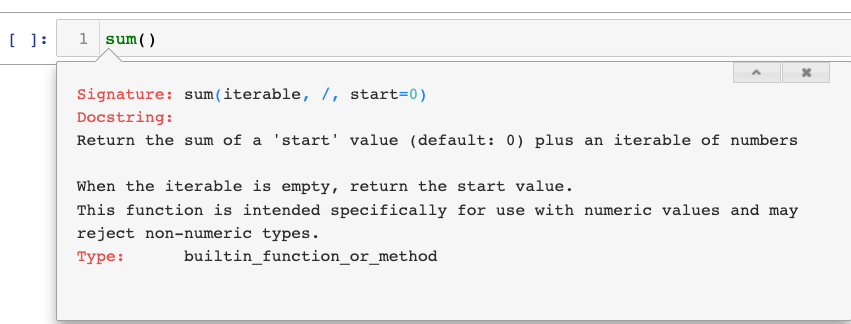 [ ]: 1 sum()
Signature: sum(iterable, /, start=0)
Docstring:
Return the sum of a 'start' value (default: 0) plus an iterable of numbers
When the iterable is empty, return the start value.
This function is intended specifically for use with numeric values and may
reject non-numeric types.
Type: builtin_function_or_method